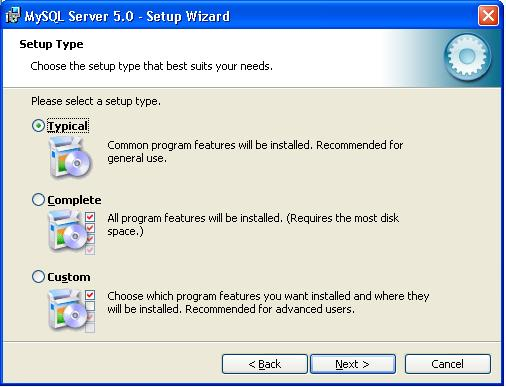 MySQL Server 5.0 - Setup Wizard
Setup Type
Choose the setup type that best suits your needs.
Please select a setup type.
Typical
Common program features will be installed. Recommended for
general use.
Complete
All program features will be installed. (Requires the most disk
space.)
Custom
Choose which program features you want installed and where they
will be installed. Recommended for advanced users.
< Back
Next >
Cancel